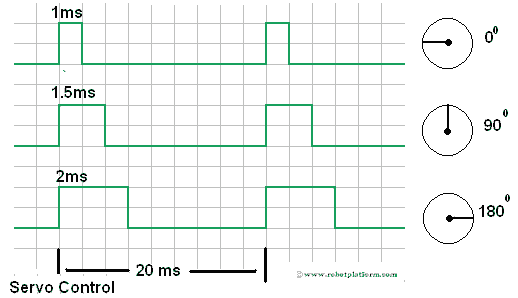 1ms
0⁰
1.5ms
90⁰
2ms
180⁰
20 ms
© www.robotplatform.com
Servo Control